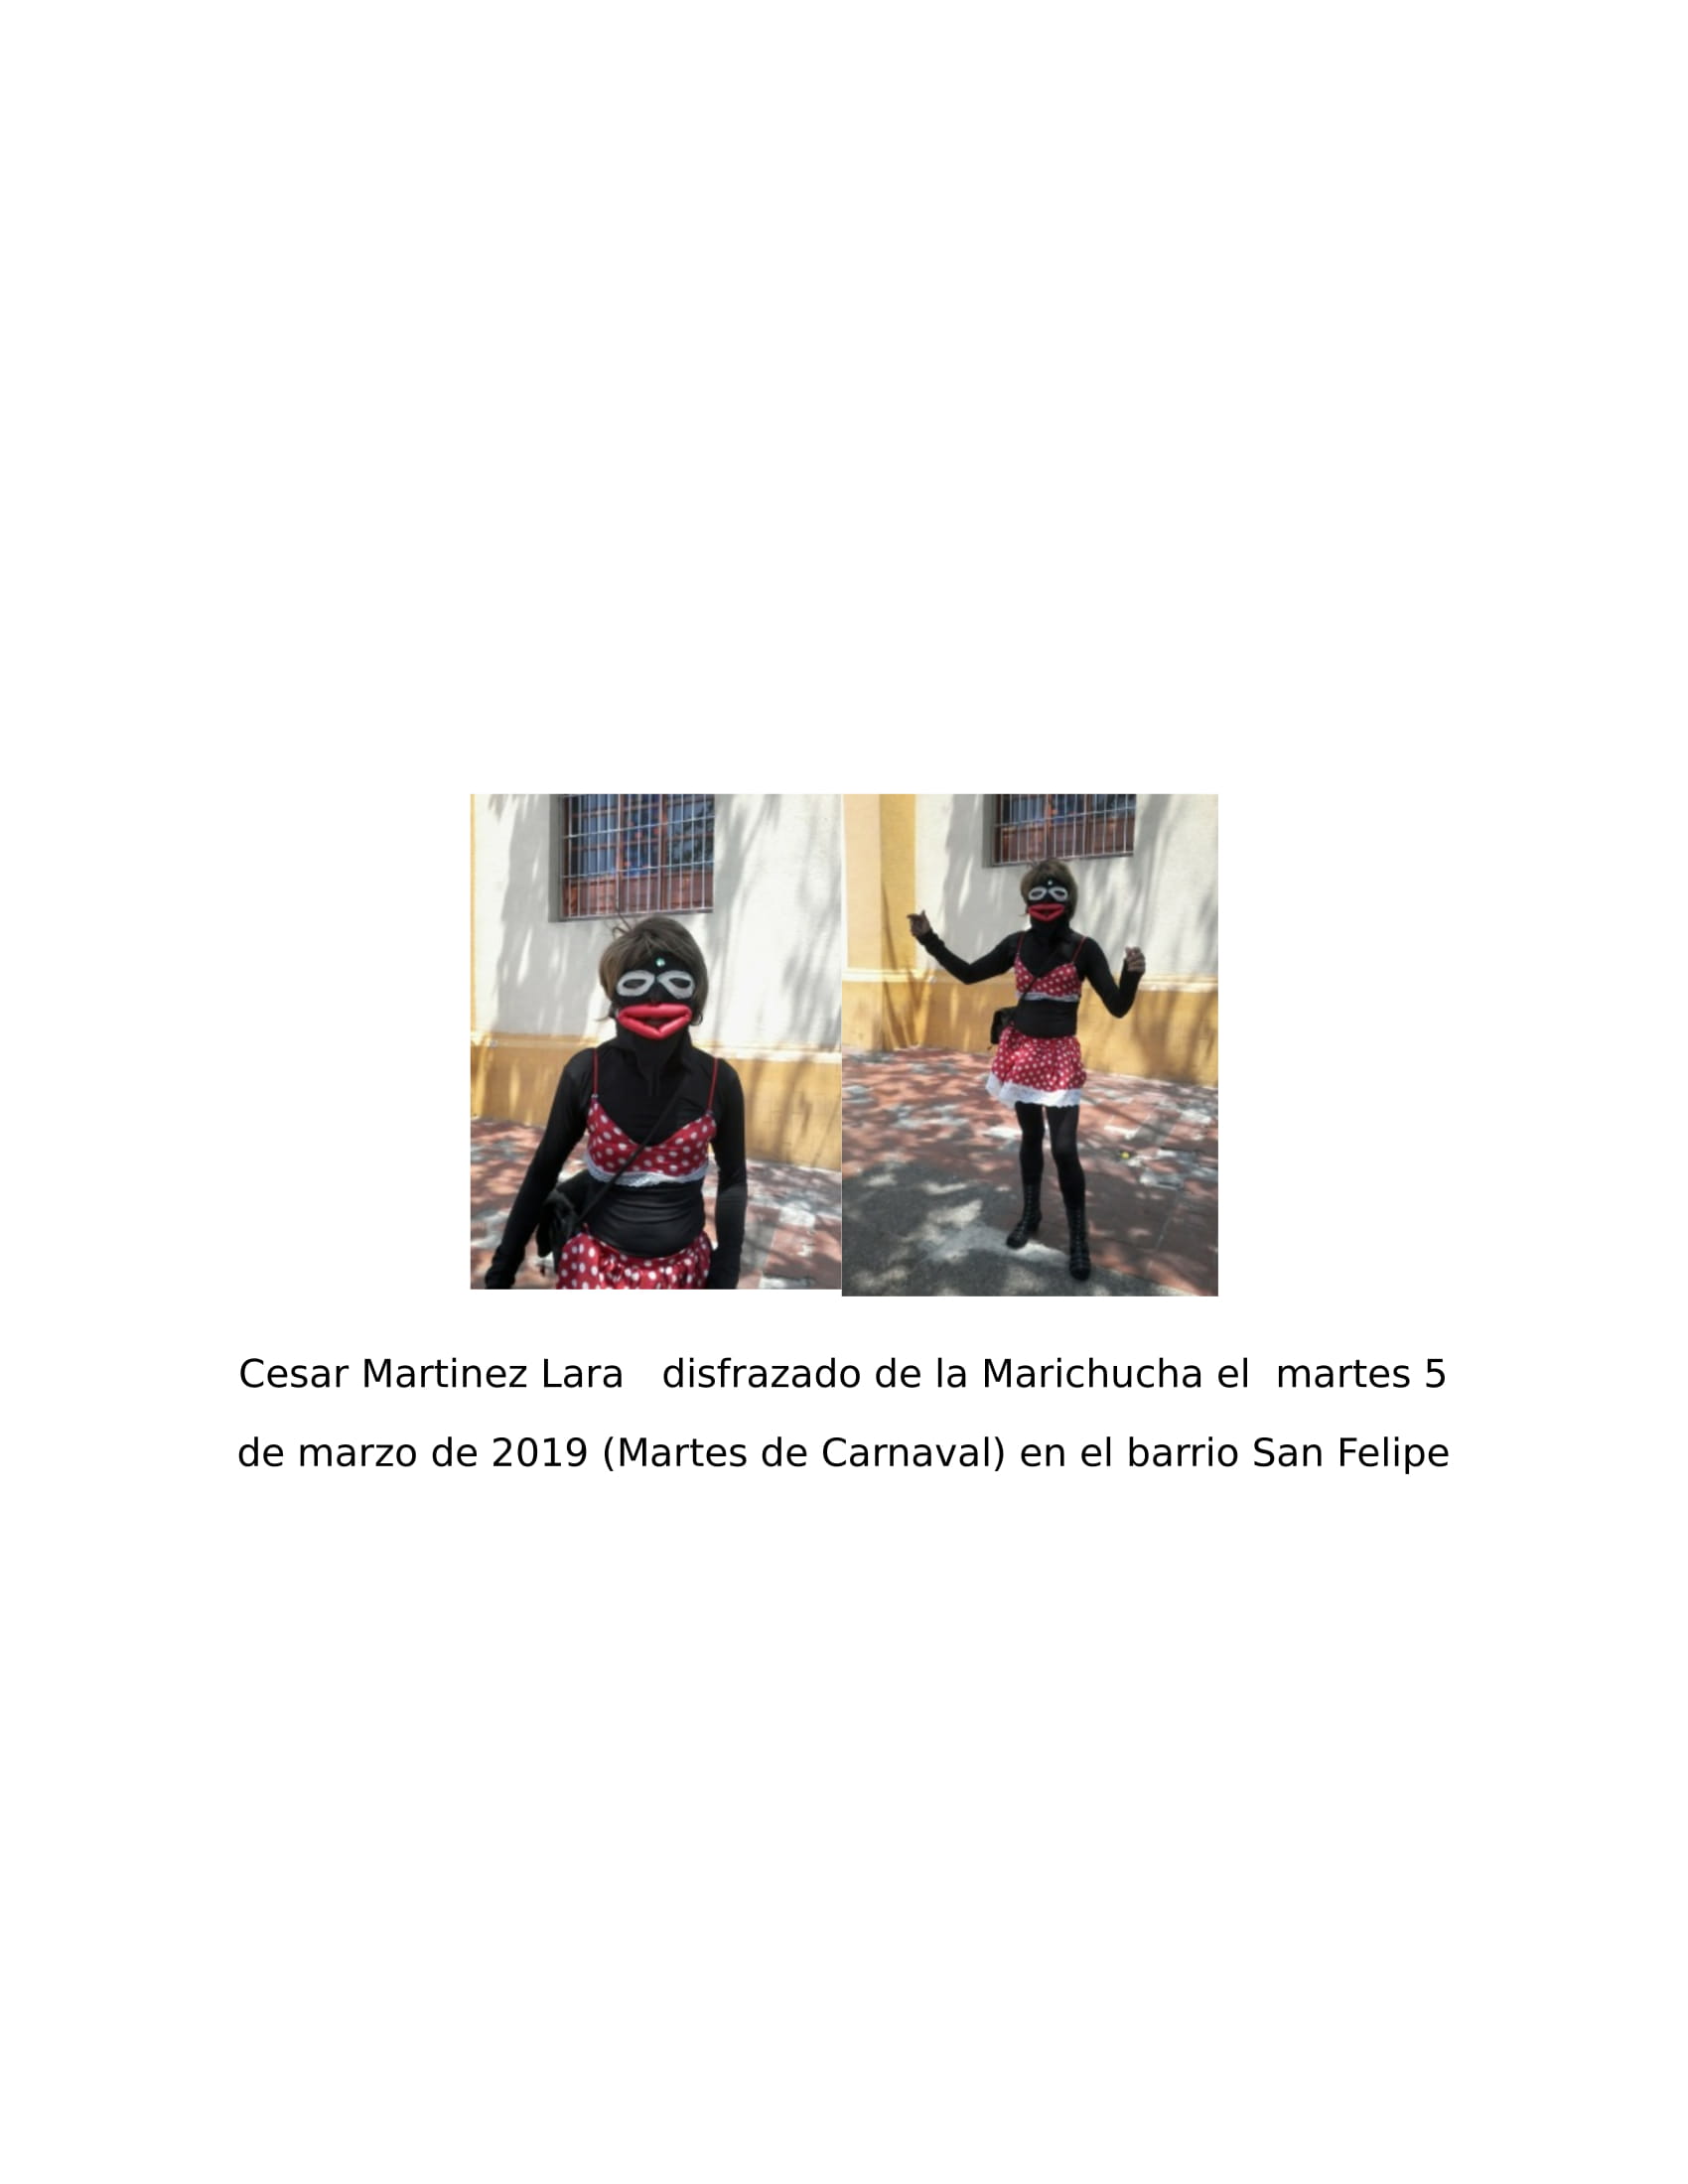 Cesar Martinez Lara   disfrazado de la Marichucha el  martes 5
de marzo de 2019 (Martes de Carnaval) en el barrio San Felipe